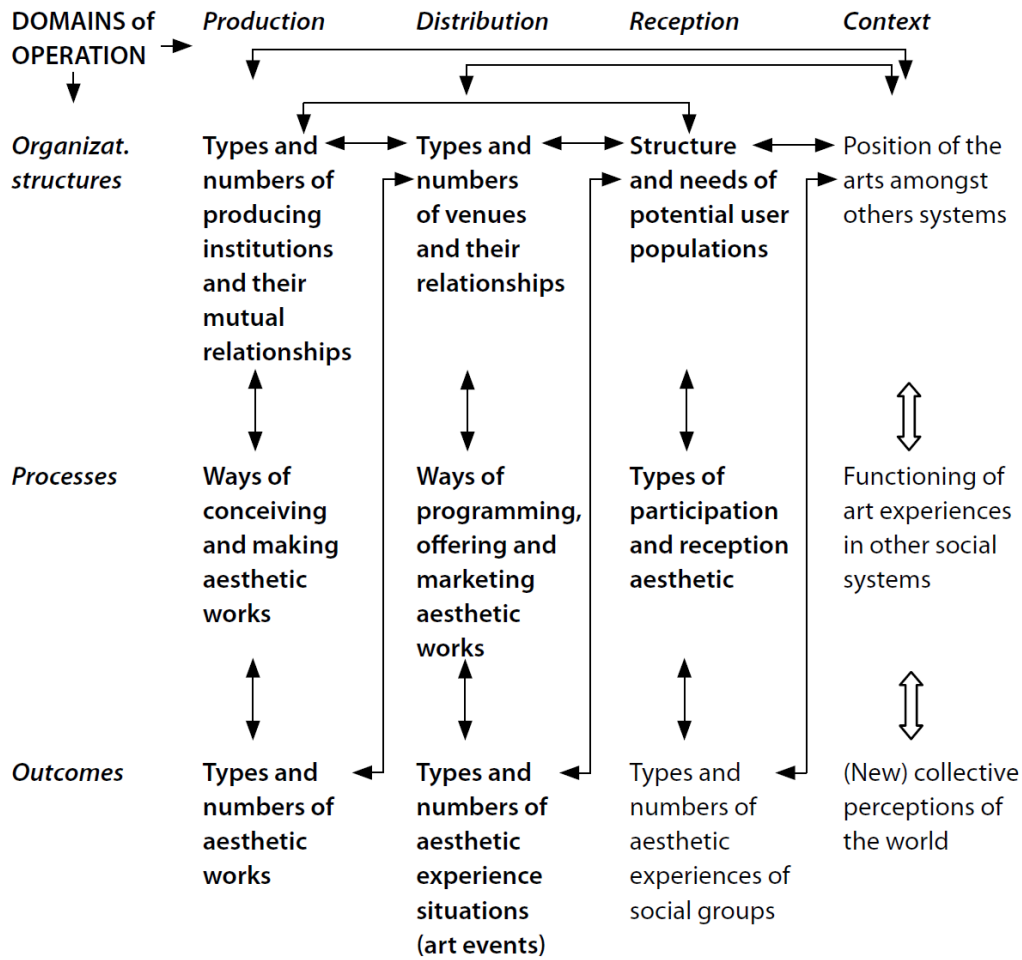 DOMAINS of
OPERATION
Production
Distribution
Reception
Context
Organizat.
structures
Types and
numbers of
producing
institutions
and their
mutual
relationships
Types and
numbers
of venues
and their
relationships
Structure
and needs of
potential user
populations
Position of the
arts amongst
others systems
Processes
Ways of
conceiving
and making
aesthetic
works
Ways of
programming,
offering and
marketing
aesthetic
works
Types of
participation
and reception
aesthetic
Functioning of
art experiences
in other social
systems
Outcomes
Types and
numbers of
aesthetic
works
Types and
numbers of
aesthetic
experience
situations
(art events)
Types and
numbers of
aesthetic
experiences of
social groups
(New) collective
perceptions of
the world